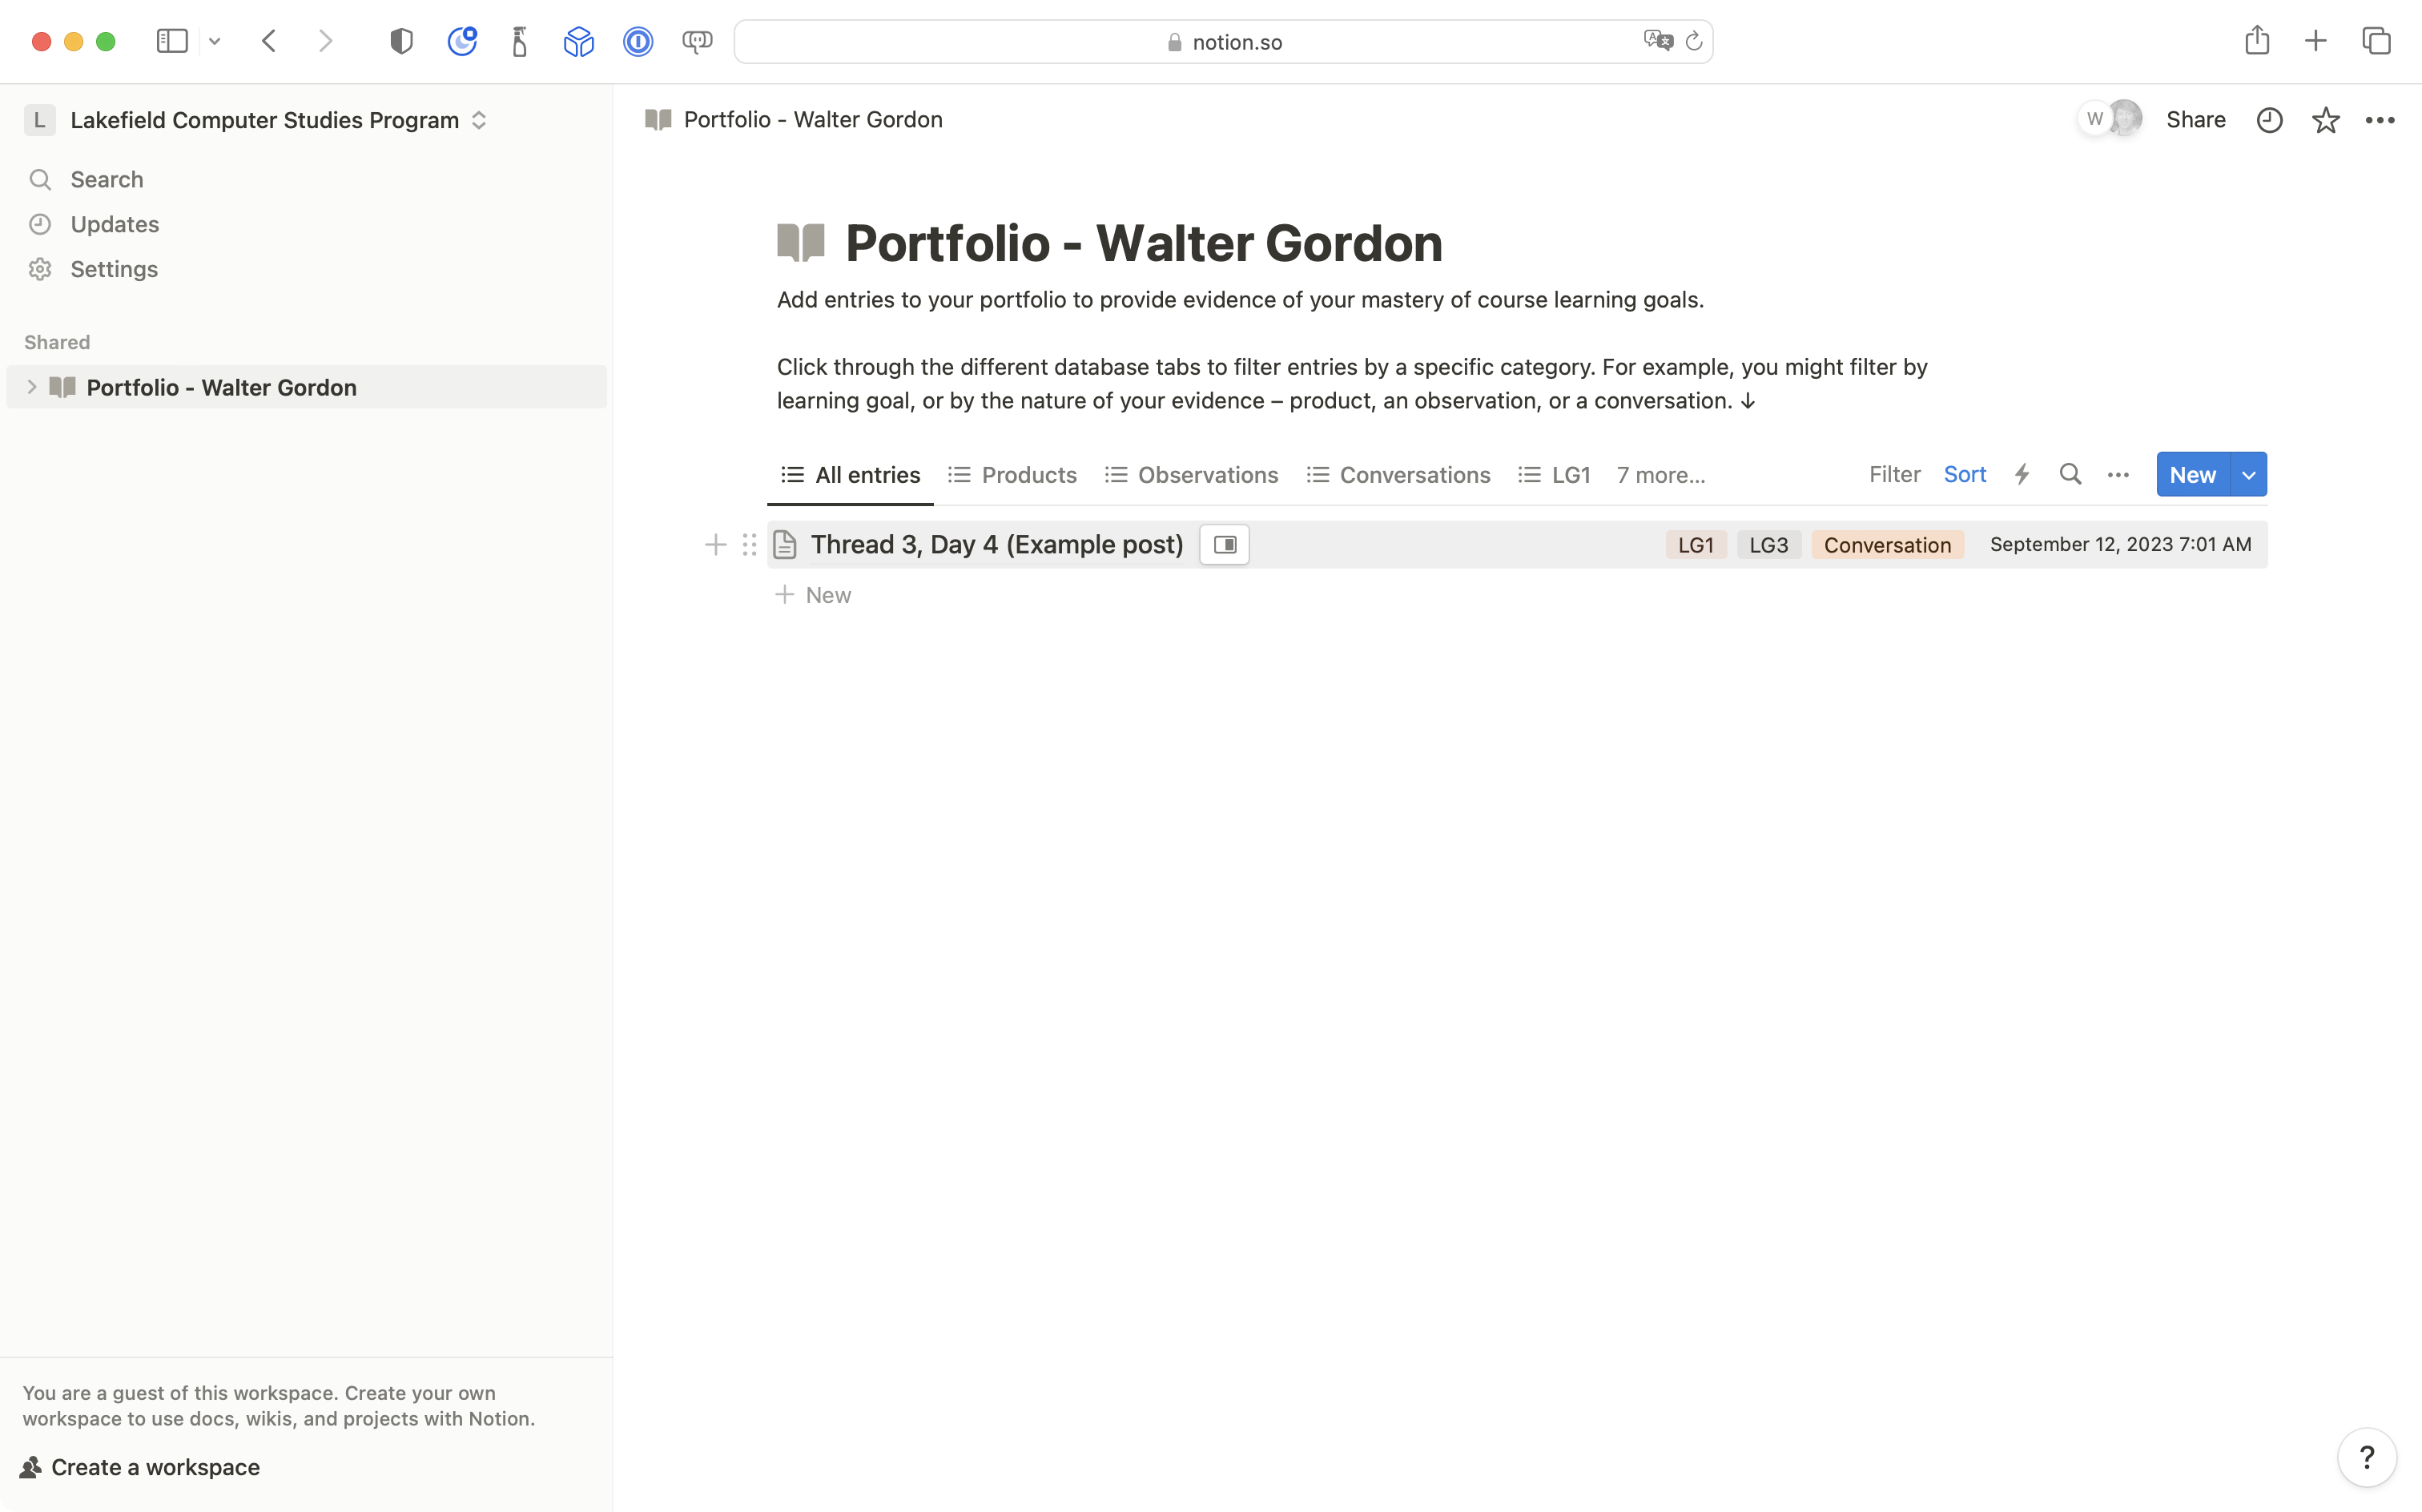 notion.so
L Lakefield Computer Studies Program
Search
Updates
Settings
Shared
Portfolio - Walter Gordon
You are a guest of this workspace. Create your own
workspace to use docs, wikis, and projects with Notion.
Create a workspace
Portfolio - Walter Gordon
W
Share
Portfolio - Walter Gordon
Add entries to your portfolio to provide evidence of your mastery of course learning goals.
Click through the different database tabs to filter entries by a specific category. For example, you might filter by
learning goal, or by the nature of your evidence – product, an observation, or a conversation. ↓
All entries Products Observations Conversations LG1 7 more... Filter Sort New
Thread 3, Day 4 (Example post) LG1 LG3 Conversation September 12, 2023 7:01 AM
New
?